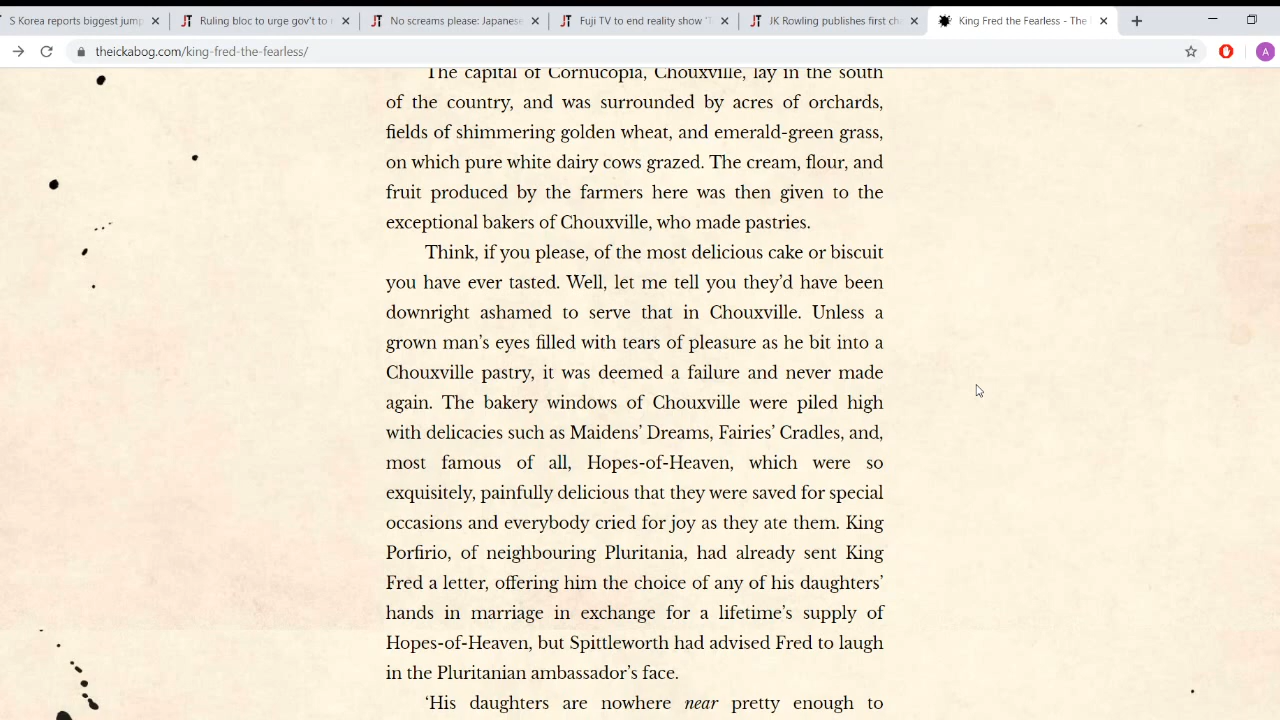 S Korea reports biggest jump
Ruling bloc to urge gov't to
No screams please: Japanese
Fuji TV to end reality show
JK Rowling publishes first
King Fred the Fearless - The
theickabog.com/king-fred-the-fearless/
A
The capital of Cornucopia, Chouxville, lay in the south
of the country, and was surrounded by acres of orchards,
fields of shimmering golden wheat, and emerald-green grass,
on which pure white dairy cows grazed. The cream, flour, and
fruit produced by the farmers here was then given to the
exceptional bakers of Chouxville, who made pastries.
Think, if you please, of the most delicious cake or biscuit
you have ever tasted. Well, let me tell you they’d have been
downright ashamed to serve that in Chouxville. Unless a
grown man’s eyes filled with tears of pleasure as he bit into a
Chouxville pastry, it was deemed a failure and never made
again. The bakery windows of Chouxville were piled high
with delicacies such as Maidens’ Dreams, Fairies’ Cradles, and,
most famous of all, Hopes-of-Heaven, which were so
exquisitely, painfully delicious that they were saved for special
occasions and everybody cried for joy as they ate them. King
Porfirio, of neighbouring Pluritania, had already sent King
Fred a letter, offering him the choice of any of his daughters’
hands in marriage in exchange for a lifetime’s supply of
Hopes-of-Heaven, but Spittleworth had advised Fred to laugh
in the Pluritanian ambassador’s face.
‘His daughters are nowhere near pretty enough to